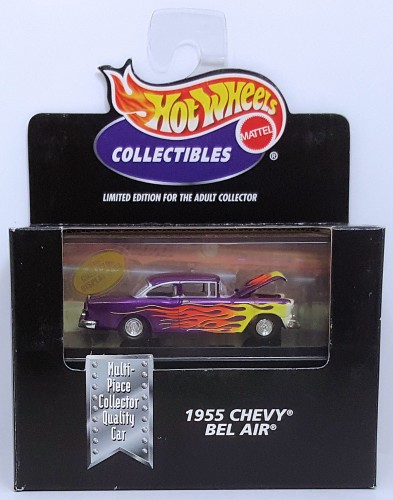 HOT WHEELS
MATTEL
COLLECTIBLES®
LIMITED EDITION FOR THE ADULT COLLECTOR
Multi-
Piece
Collector
Quality
Car
1955 CHEVY®
BEL AIR®